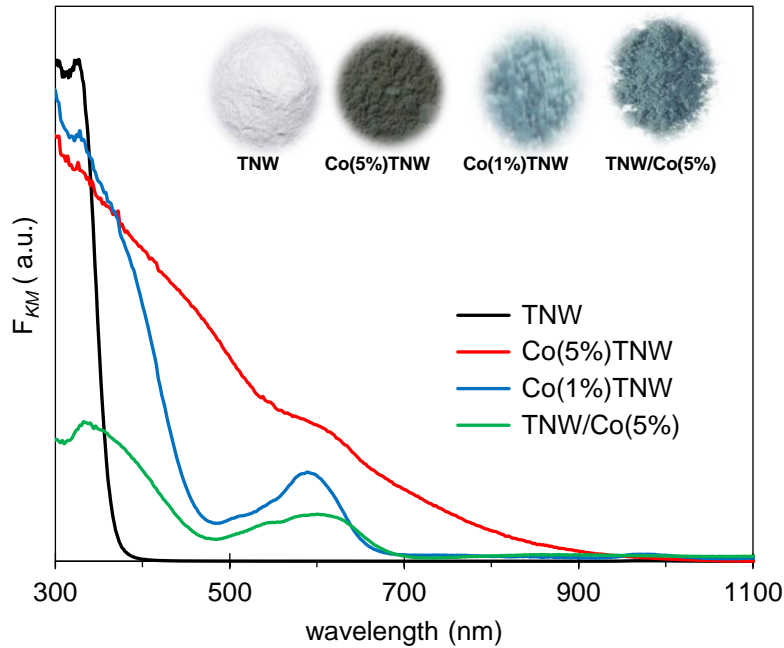 TNW Co(5%)TNW Co(1%)TNW TNW/Co(5%)
F_KM ( a.u.)
TNW
Co(5%)TNW
Co(1%)TNW
TNW/Co(5%)
300 500 700 900 1100
wavelength (nm)